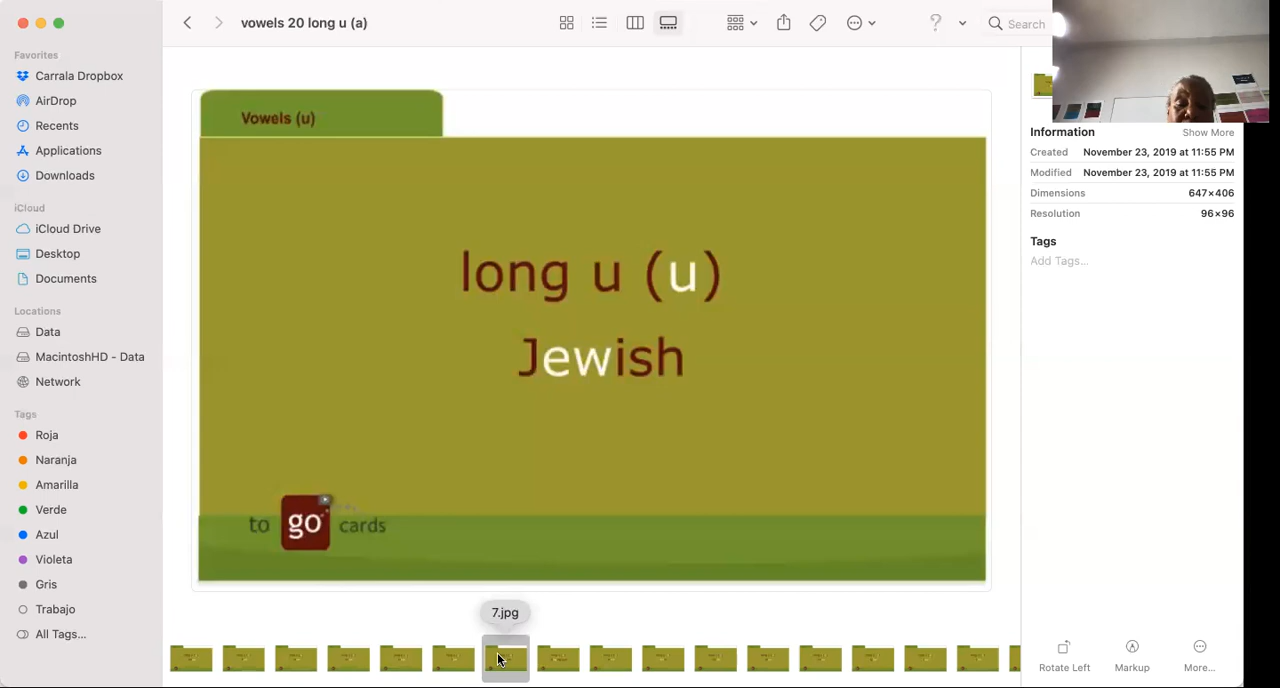 vowels 20 long u (a)
Search
Favorites
Carrala Dropbox
AirDrop
Recents
Applications
Downloads
iCloud
iCloud Drive
Desktop
Documents
Locations
Data
MacintoshHD - Data
Network
Tags
Roja
Naranja
Amarilla
Verde
Azul
Violeta
Gris
Trabajo
All Tags...
Vowels (u)
long u (u)
Jewish
to go cards
7.jpg
Information
Show More
Created November 23, 2019 at 11:55 PM
Modified November 23, 2019 at 11:55 PM
Dimensions 647×406
Resolution 96×96
Tags
Add Tags...
Rotate Left
Markup
More...